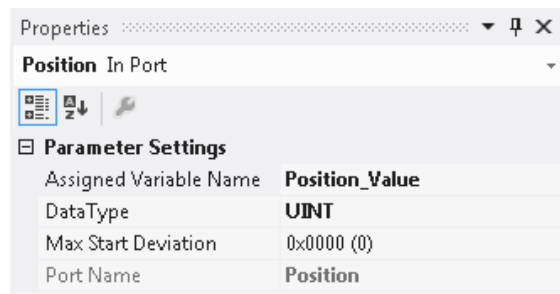 Properties
Position In Port
Parameter Settings
Assigned Variable Name Position_Value
DataType UINT
Max Start Deviation 0x0000 (0)
Port Name Position